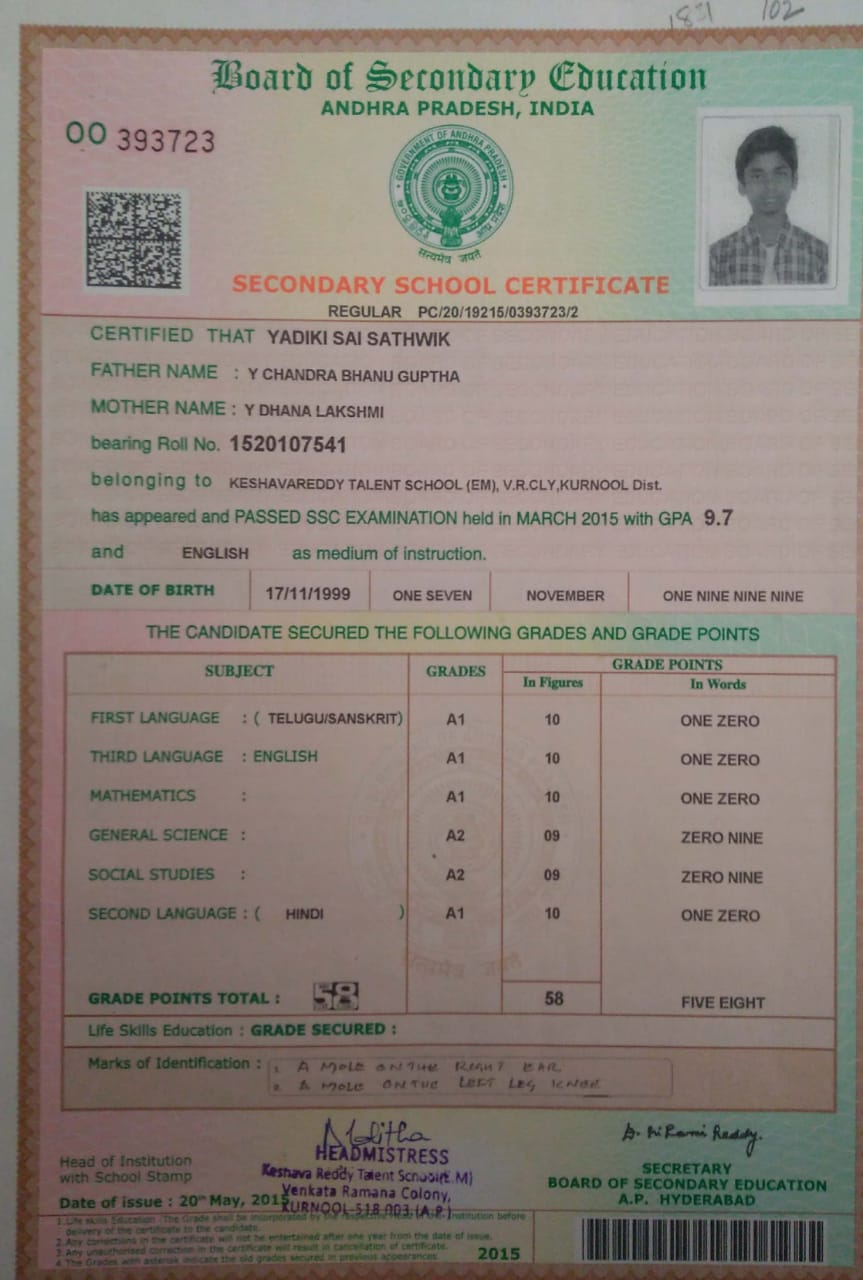 1831 102
Board of Secondary Education
ANDHRA PRADESH, INDIA
OO 393723
GOVERNMENT OF ANDHRA PRADESH
सत्यमेव जयते
SECONDARY SCHOOL CERTIFICATE
REGULAR PC/20/19215/0393723/2
CERTIFIED THAT YADIKI SAI SATHWIK
FATHER NAME : Y CHANDRA BHANU GUPTHA
MOTHER NAME : Y DHANA LAKSHMI
bearing Roll No. 1520107541
belonging to KESHAVAREDDY TALENT SCHOOL (EM), V.R.CLY,KURNOOL Dist.
has appeared and PASSED SSC EXAMINATION held in MARCH 2015 with GPA 9.7
and ENGLISH as medium of instruction.
DATE OF BIRTH 17/11/1999 ONE SEVEN NOVEMBER ONE NINE NINE NINE
THE CANDIDATE SECURED THE FOLLOWING GRADES AND GRADE POINTS
SUBJECT GRADES GRADE POINTS
In Figures In Words
FIRST LANGUAGE : ( TELUGU/SANSKRIT) A1 10 ONE ZERO
THIRD LANGUAGE : ENGLISH A1 10 ONE ZERO
MATHEMATICS : A1 10 ONE ZERO
GENERAL SCIENCE : A2 09 ZERO NINE
SOCIAL STUDIES : A2 09 ZERO NINE
SECOND LANGUAGE : ( HINDI ) A1 10 ONE ZERO
GRADE POINTS TOTAL : 58 58 FIVE EIGHT
Life Skills Education : GRADE SECURED :
Marks of Identification : 1. A MOLE ON THE RIGHT EAR
2. A MOLE ON THE LEFT LEG KNEE
HEADMISTRESS
Keshava Reddy Talent School(E.M)
Venkata Ramana Colony,
KURNOOL-518 003.(A.P.)
Head of Institution
with School Stamp
Date of issue : 20th May, 2015
SECRETARY
BOARD OF SECONDARY EDUCATION
A.P. HYDERABAD
1.Life skills Education (The Grade shall be incorporated by the respective Head of the Institution before
delivery of the certificate to the candidate.
2.Any corrections in the certificate will not be entertained after one year from the date of issue.
3.Any unauthorised correction in the certificate will result in cancellation of certificate.
4.The Grades with asterisk indicate the old grades secured in previous appearances.
2015